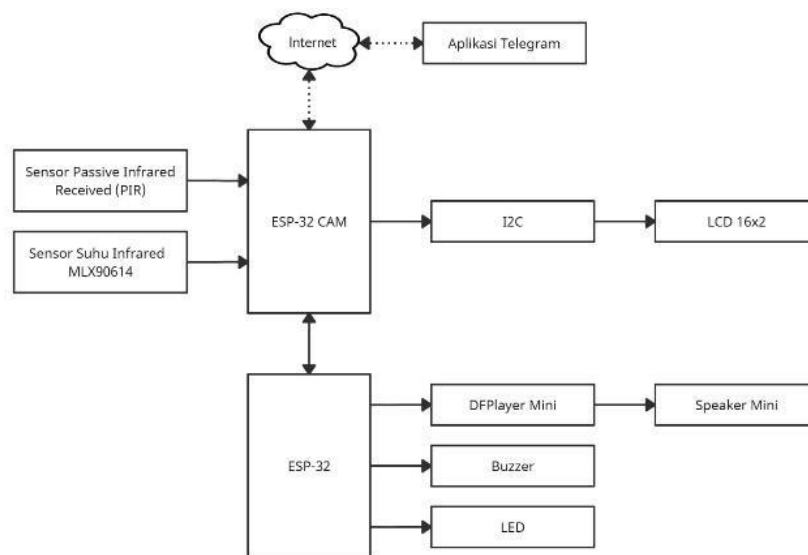 Internet
Aplikasi Telegram
Sensor Passive Infrared
Received (PIR)
ESP-32 CAM
I2C
LCD 16x2
Sensor Suhu Infrared
MLX90614
DFPlayer Mini
Speaker Mini
ESP-32
Buzzer
LED